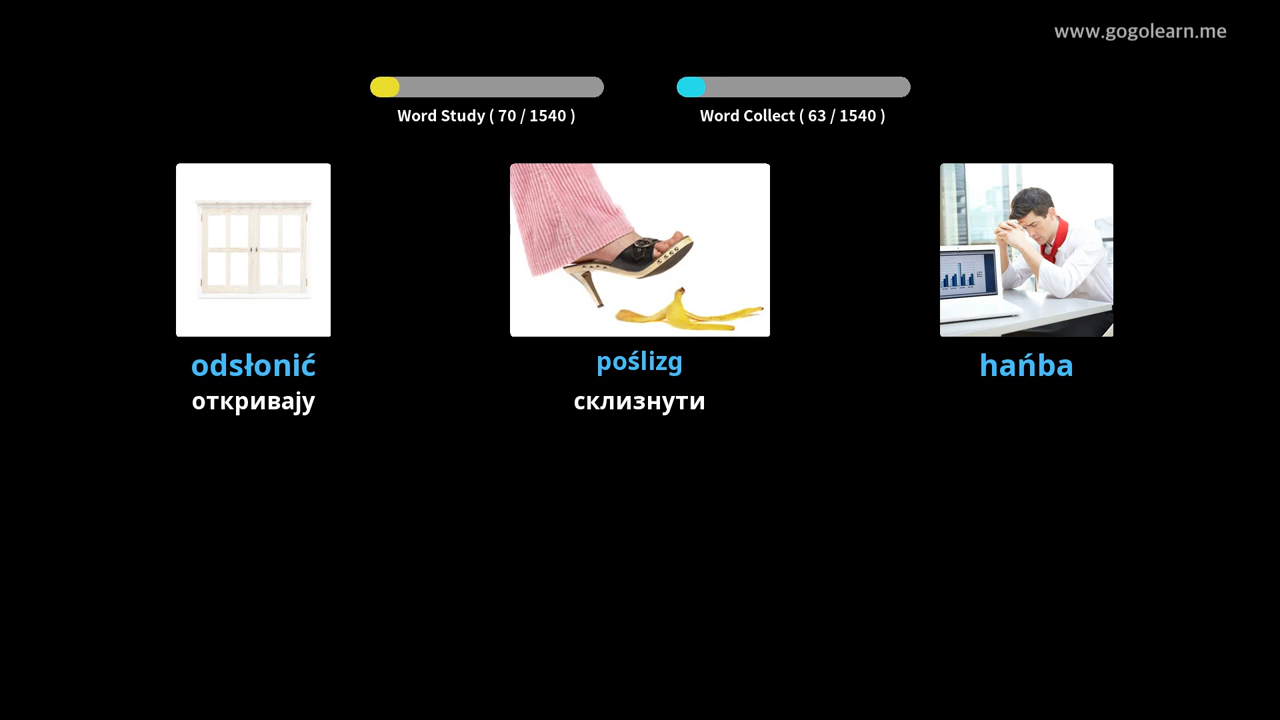 www.gogolearn.me
Word Study ( 70 / 1540 )
Word Collect ( 63 / 1540 )
odsłonić
poślizg
hańba
откривају
склизнути